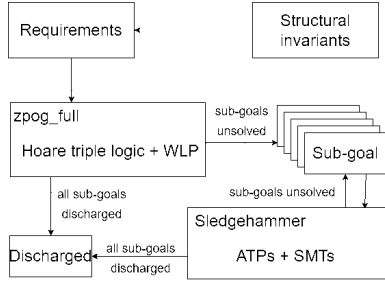 Requirements
Structural
invariants
zpog_full
Hoare triple logic + WLP
sub-goals
unsolved
Sub-goal
all sub-goals
discharged
sub-goals unsolved
Sledgehammer
ATPs + SMTs
Discharged
all sub-goals
discharged